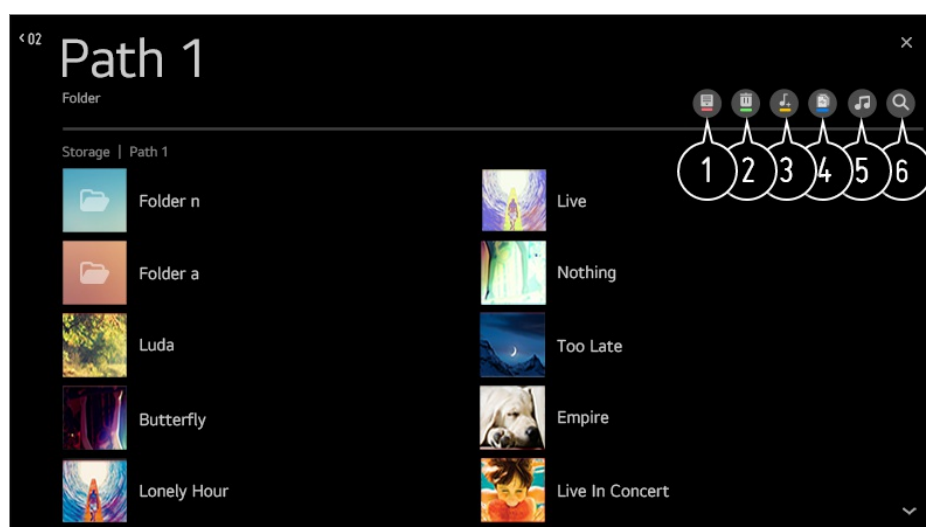 <02
Path 1
Folder
1
2
3
4
5
6
Storage | Path 1
Folder n
Live
Folder a
Nothing
Luda
Too Late
Butterfly
Empire
Lonely Hour
Live In Concert